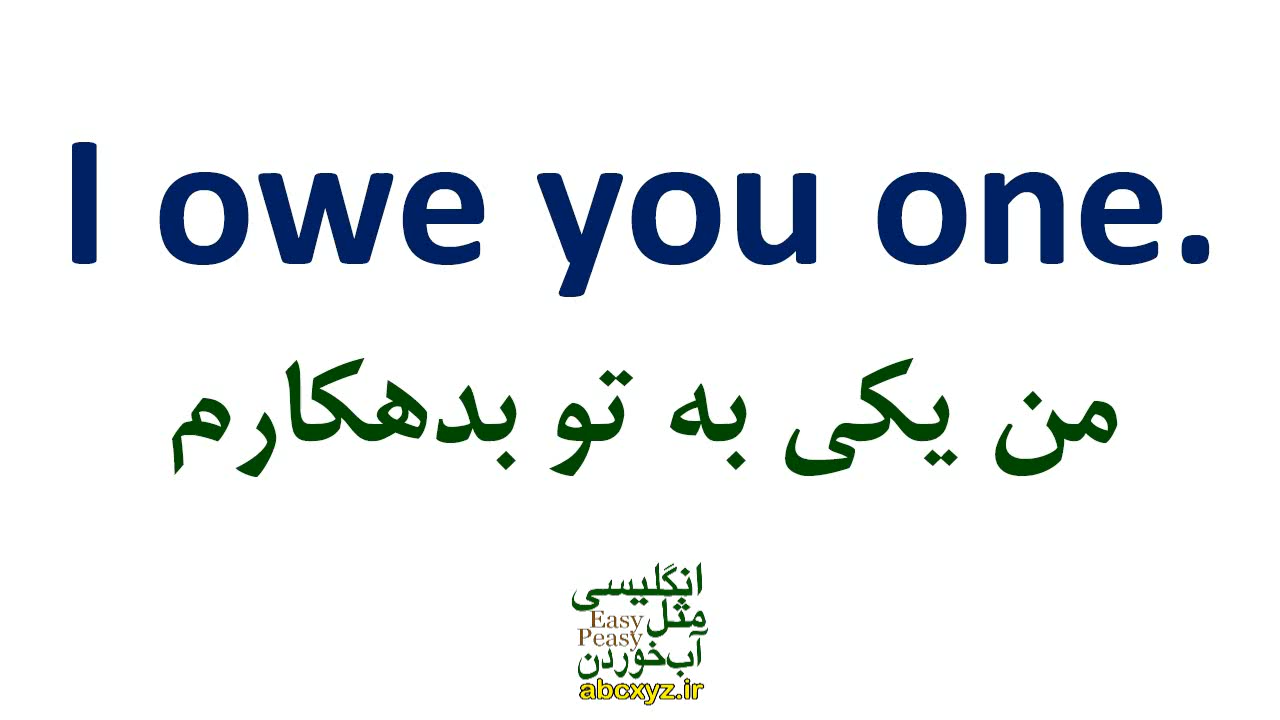 I owe you one.
من یکی به تو بدهکارم
انگلیسی
مثل
Easy
Peasy
آب‌خوردن
abcxyz.ir